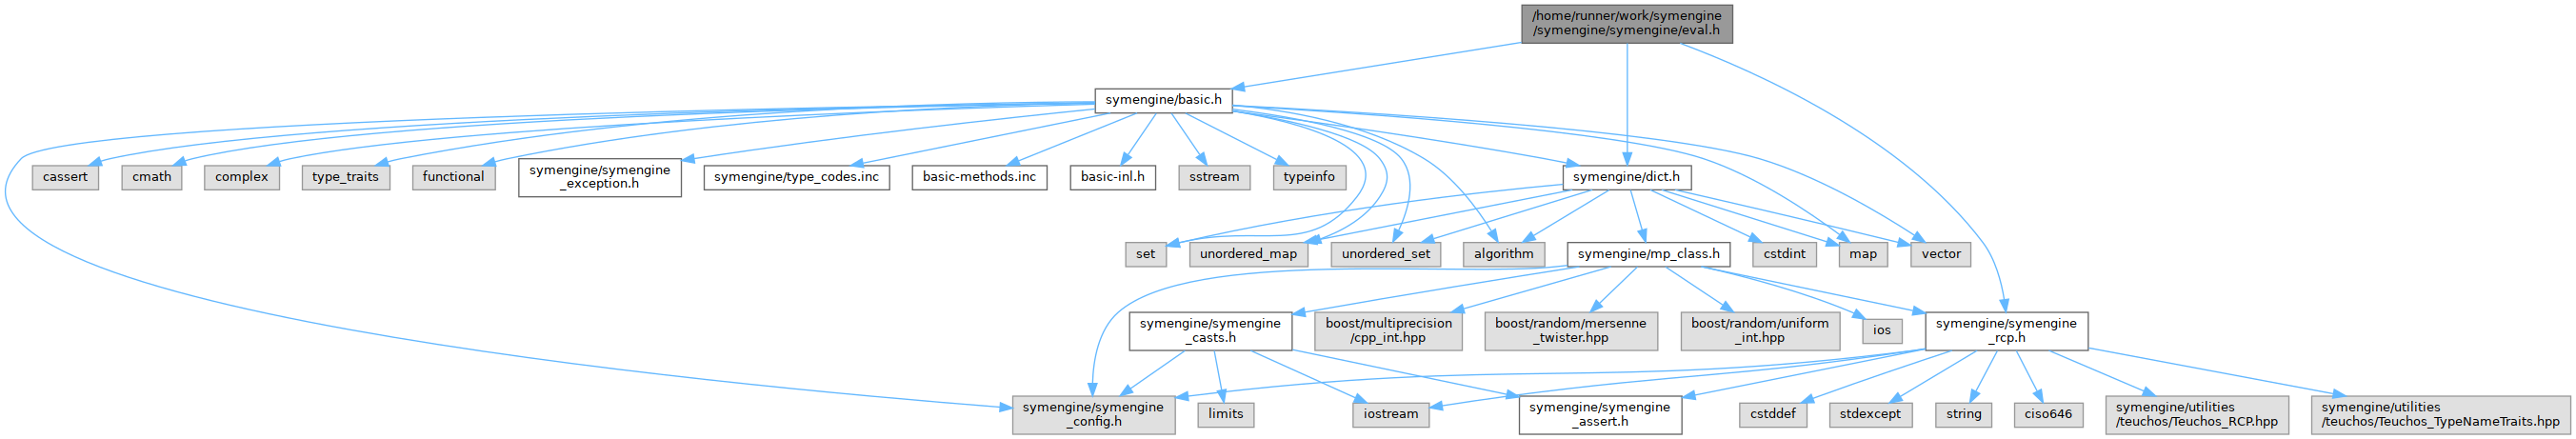 /home/runner/work/symengine
/symengine/symengine/eval.h
symengine/basic.h
cassert
cmath
complex
type_traits
functional
symengine/symengine
_exception.h
symengine/type_codes.inc
basic-methods.inc
basic-inl.h
sstream
typeinfo
symengine/dict.h
set
unordered_map
unordered_set
algorithm
symengine/mp_class.h
cstdint
map
vector
symengine/symengine
_casts.h
boost/multiprecision
/cpp_int.hpp
boost/random/mersenne
_twister.hpp
boost/random/uniform
_int.hpp
ios
symengine/symengine
_rcp.h
symengine/symengine
_config.h
limits
iostream
symengine/symengine
_assert.h
cstddef
stdexcept
string
ciso646
symengine/utilities
/teuchos/Teuchos_RCP.hpp
symengine/utilities
/teuchos/Teuchos_TypeNameTraits.hpp